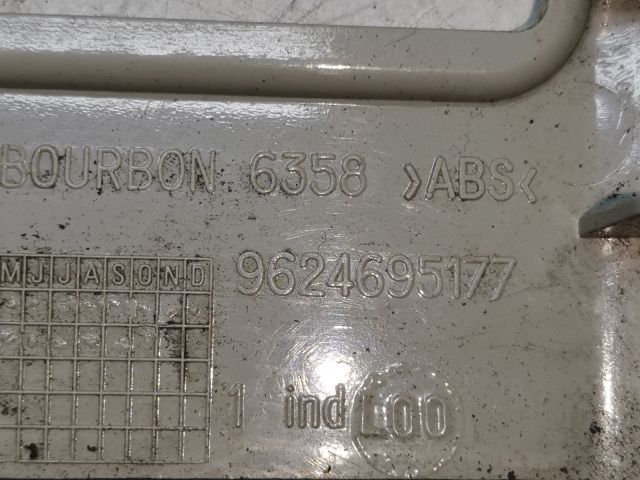 BOURBON 6358 >ABS<
MJJASOND 9624695177
1 ind L00